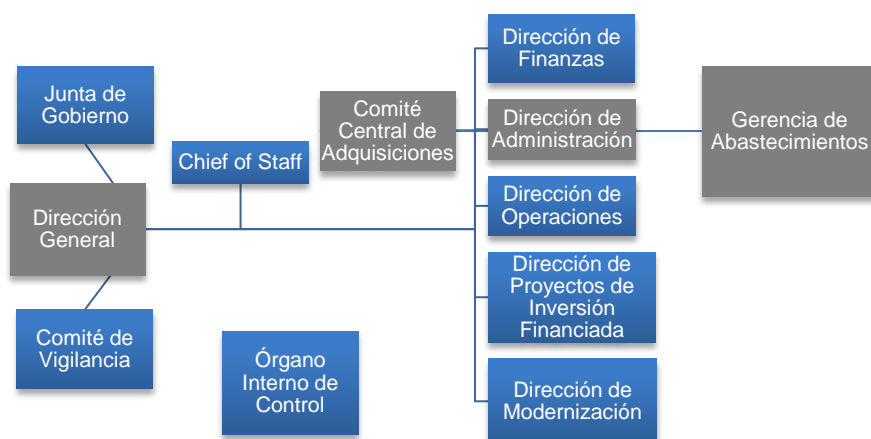 Junta de
Gobierno
Dirección
General
Comité de
Vigilancia
Chief of Staff
Órgano
Interno de
Control
Comité
Central de
Adquisiciones
Dirección de
Finanzas
Dirección de
Administración
Dirección de
Operaciones
Dirección de
Proyectos de
Inversión
Financiada
Dirección de
Modernización
Gerencia de
Abastecimientos